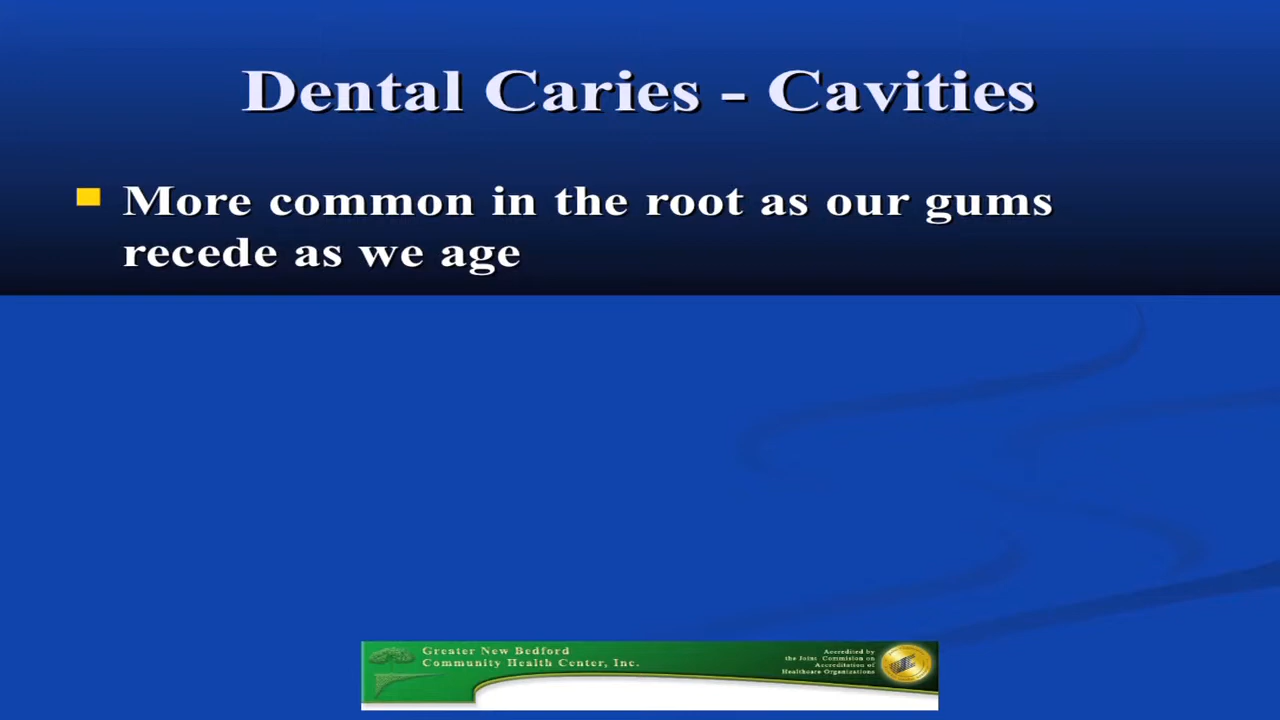 Dental Caries - Cavities
More common in the root as our gums
recede as we age
Greater New Bedford
Community Health Center, Inc.
Accredited by
the Joint Commision on
Accreditation of
Healthcare Organizations